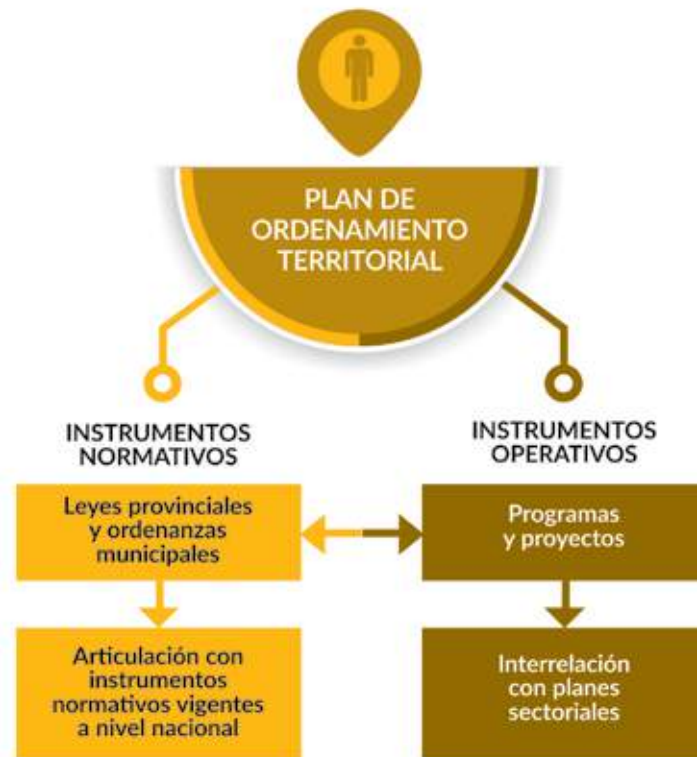 PLAN DE
ORDENAMIENTO
TERRITORIAL
INSTRUMENTOS
NORMATIVOS
INSTRUMENTOS
OPERATIVOS
Leyes provinciales
y ordenanzas
municipales
Programas
y proyectos
Articulación con
instrumentos
normativos vigentes
a nivel nacional
Interrelación
con planes
sectoriales